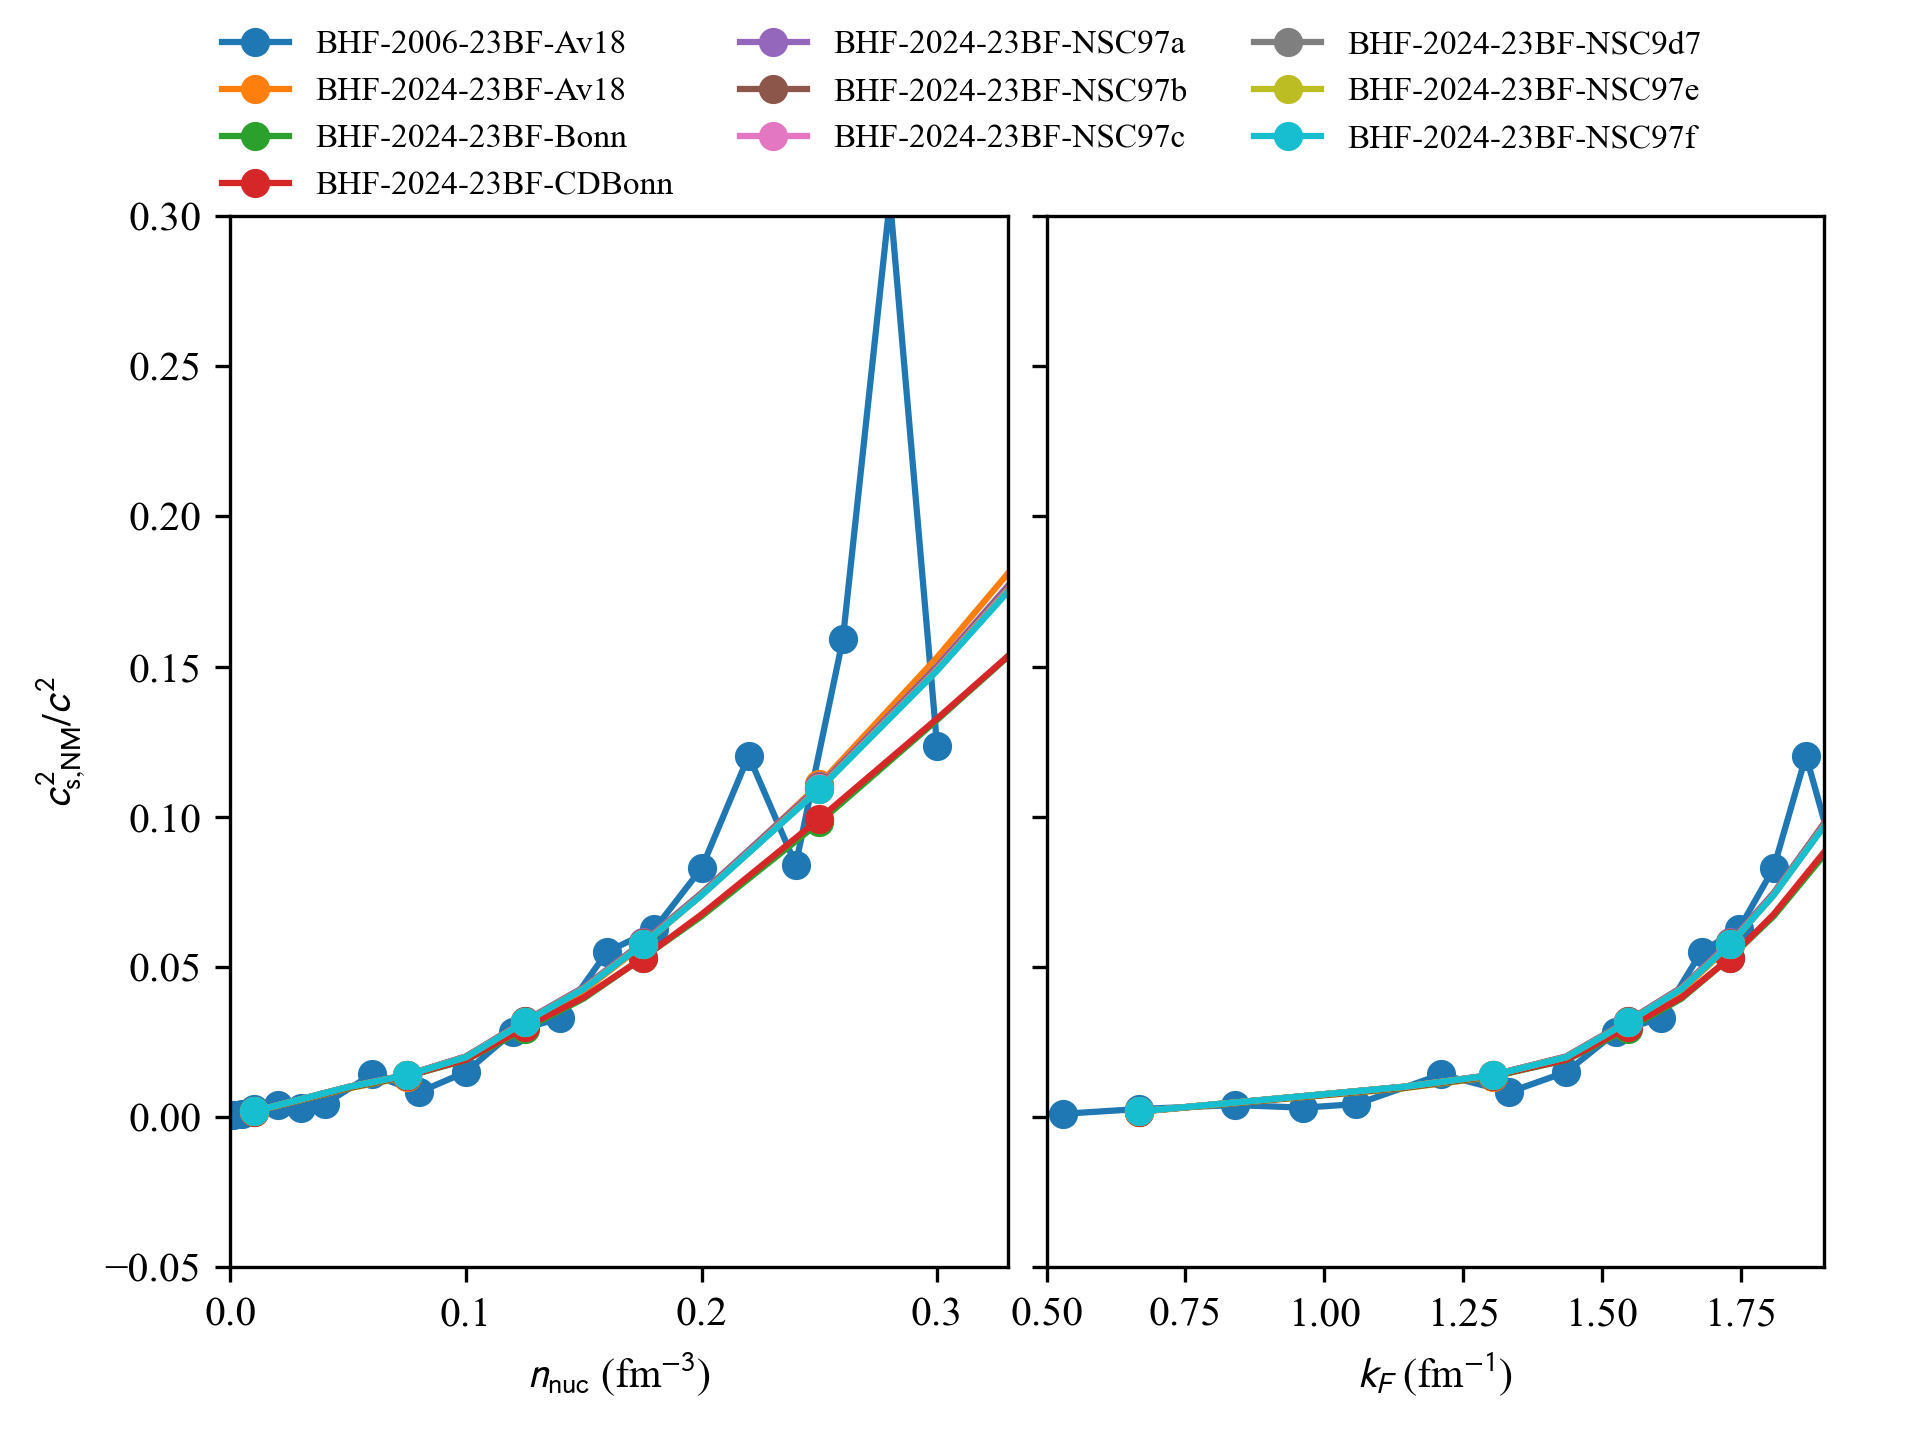 BHF-2006-23BF-Av18
BHF-2024-23BF-Av18
BHF-2024-23BF-Bonn
BHF-2024-23BF-CDBonn
BHF-2024-23BF-NSC97a
BHF-2024-23BF-NSC97b
BHF-2024-23BF-NSC97c
BHF-2024-23BF-NSC9d7
BHF-2024-23BF-NSC97e
BHF-2024-23BF-NSC97f
0.30
0.25
0.20
0.15
0.10
0.05
0.00
−0.05
c²s,NM/c²
0.0 0.1 0.2 0.3
nnuc (fm⁻³)
0.50 0.75 1.00 1.25 1.50 1.75
kF (fm⁻¹)